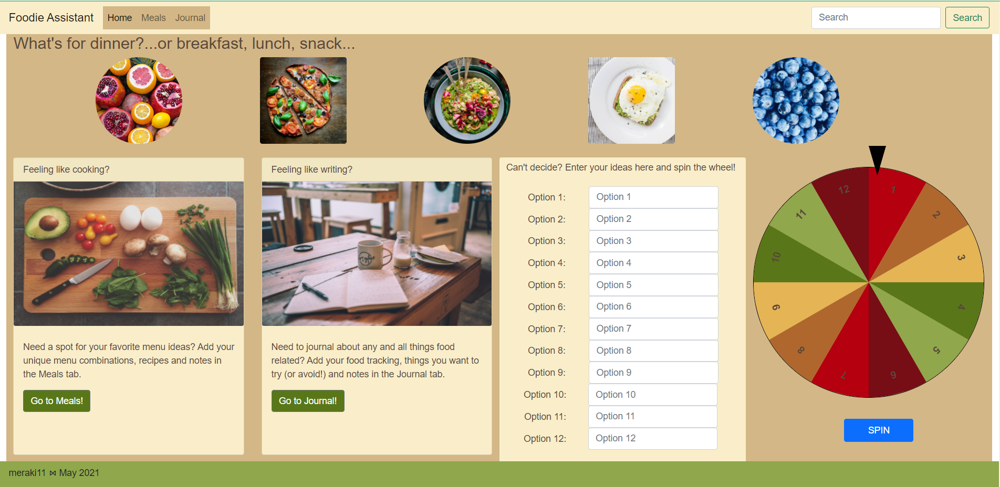 Foodie Assistant Home Meals Journal Search Search
What's for dinner?...or breakfast, lunch, snack...
Feeling like cooking?
Need a spot for your favorite menu ideas? Add your
unique menu combinations, recipes and notes in
the Meals tab.
Go to Meals!
Feeling like writing?
Need to journal about any and all things food
related? Add your food tracking, things you want to
try (or avoid!) and notes in the Journal tab.
Go to Journal!
Can't decide? Enter your ideas here and spin the wheel!
Option 1: Option 1
Option 2: Option 2
Option 3: Option 3
Option 4: Option 4
Option 5: Option 5
Option 6: Option 6
Option 7: Option 7
Option 8: Option 8
Option 9: Option 9
Option 10: Option 10
Option 11: Option 11
Option 12: Option 12
1
2
3
4
5
6
7
8
9
10
11
12
SPIN
meraki11 ⋈ May 2021